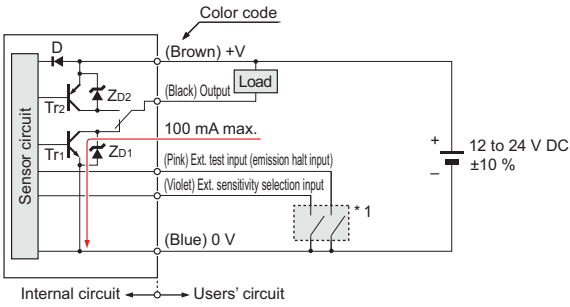 Color code
D
(Brown) +V
Load
ZD2
(Black) Output
Tr2
100 mA max.
Sensor circuit
Tr1
ZD1
+
12 to 24 V DC
±10 %
–
(Pink) Ext. test input (emission halt input)
(Violet) Ext. sensitivity selection input
* 1
(Blue) 0 V
Internal circuit
Users' circuit